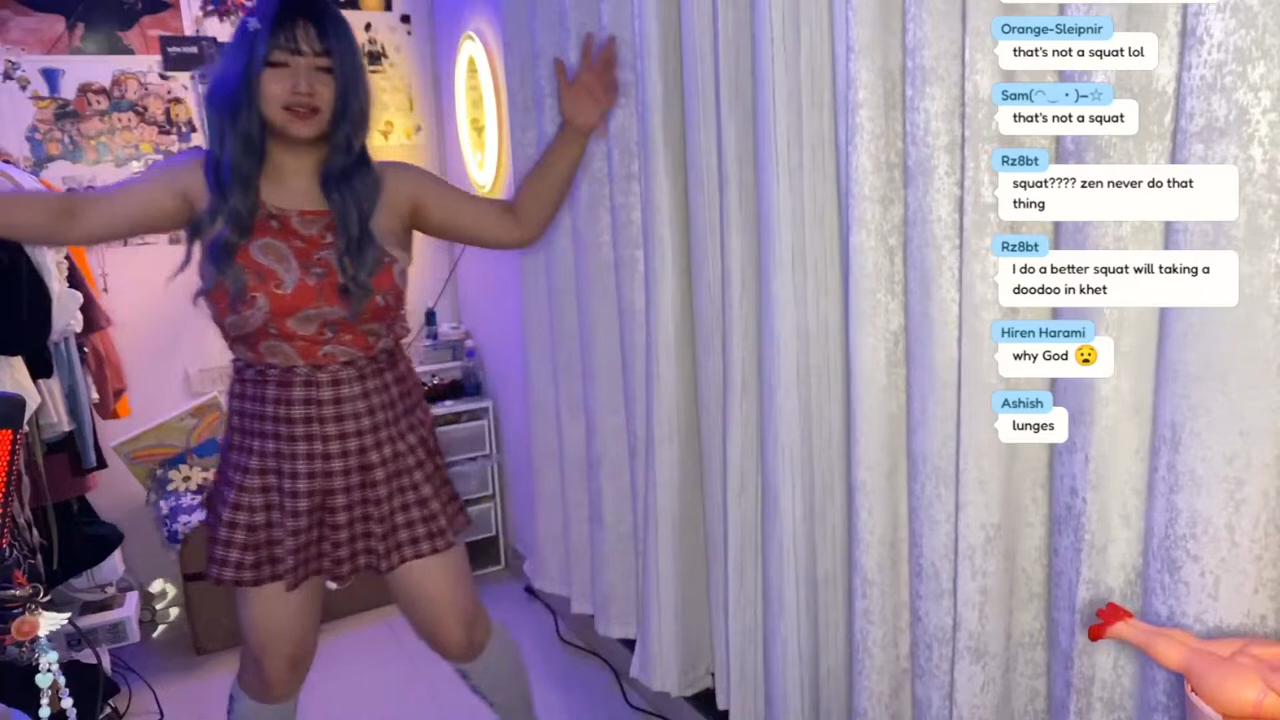 Orange-Sleipnir
that's not a squat lol
Sam(◠‿・)—☆
that's not a squat
Rz8bt
squat???? zen never do that
thing
Rz8bt
I do a better squat will taking a
doodoo in khet
Hiren Harami
why God 😧
Ashish
lunges